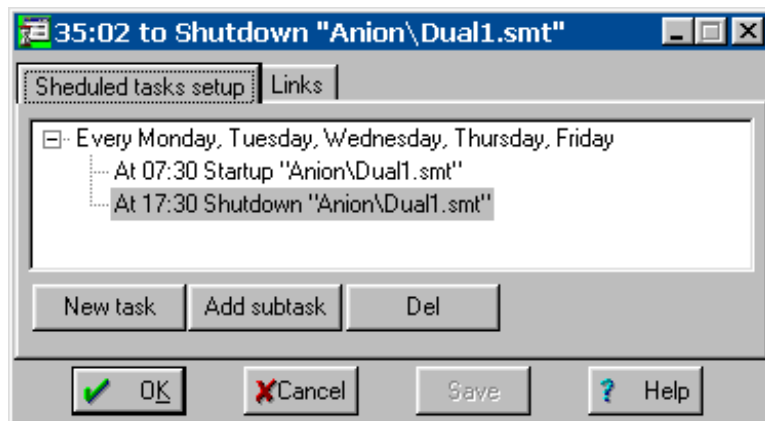 35:02 to Shutdown "Anion\Dual1.smt"
Sheduled tasks setup Links
Every Monday, Tuesday, Wednesday, Thursday, Friday
At 07:30 Startup "Anion\Dual1.smt"
At 17:30 Shutdown "Anion\Dual1.smt"
New task Add subtask Del
OK Cancel Save ? Help